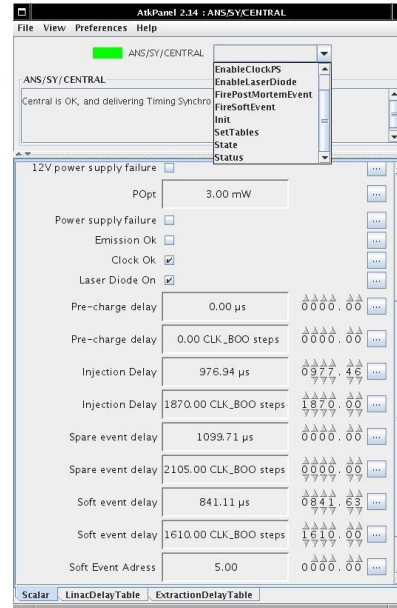 AtkPanel 2.14 : ANS/SY/CENTRAL
File View Preferences Help
ANS/SY/CENTRAL
EnableClockPS
EnableLaserDiode
FirePostMortemEvent
FireSoftEvent
Init
SetTables
State
Status
ANS/SY/CENTRAL
Central is OK, and delivering Timing Synchro
12V power supply failure ...
POpt 3.00 mW ...
Power supply failure ...
Emission Ok ...
Clock Ok ...
Laser Diode On ...
Pre-charge delay 0.00 µs 0000.00 ...
Pre-charge delay 0.00 CLK_BOO steps 0000.00 ...
Injection Delay 976.94 µs 0977.46 ...
Injection Delay 1870.00 CLK_BOO steps 1870.00 ...
Spare event delay 1099.71 µs 0000.00 ...
Spare event delay 2105.00 CLK_BOO steps 0000.00 ...
Soft event delay 841.11 µs 0841.63 ...
Soft event delay 1610.00 CLK_BOO steps 1610.00 ...
Soft Event Adress 5.00 0000.00 ...
Scalar LinacDelayTable ExtractionDelayTable